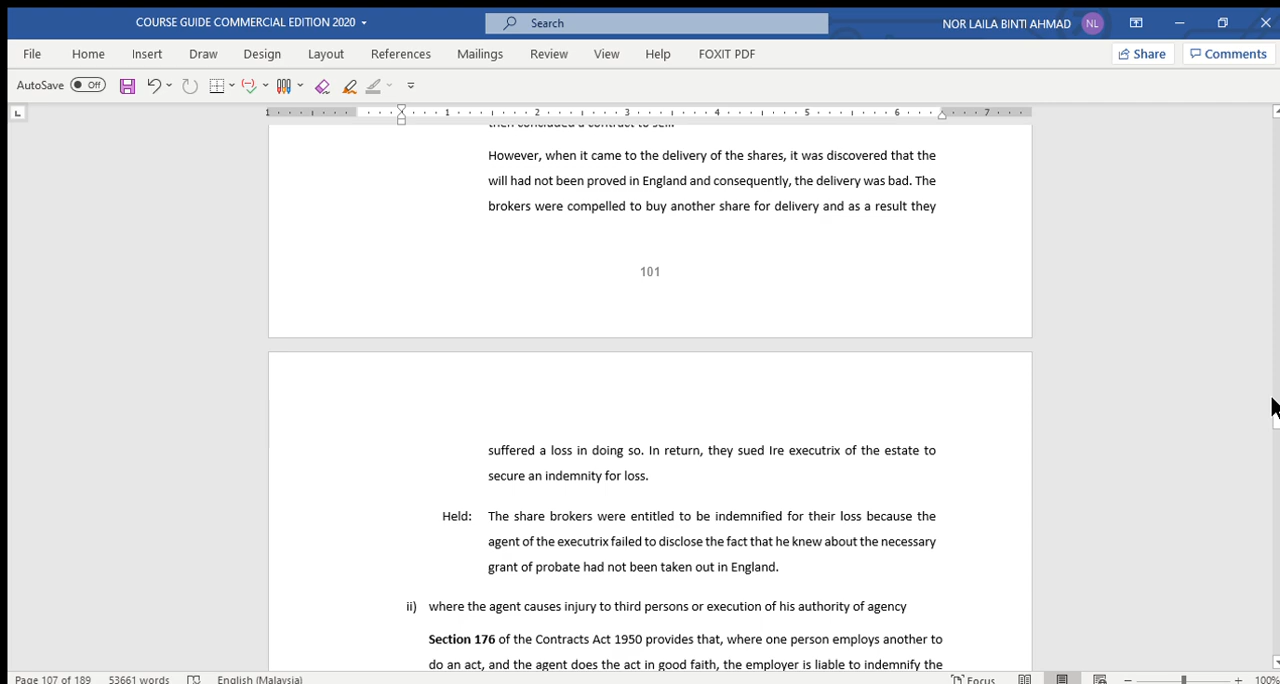 COURSE GUIDE COMMERCIAL EDITION 2020
Search
NOR LAILA BINTI AHMAD NL
File Home Insert Draw Design Layout References Mailings Review View Help FOXIT PDF Share Comments
AutoSave Off
1 1 2 3 4 5 6 7
then concluded a contract to sell.
However, when it came to the delivery of the shares, it was discovered that the
will had not been proved in England and consequently, the delivery was bad. The
brokers were compelled to buy another share for delivery and as a result they
101
suffered a loss in doing so. In return, they sued Ire executrix of the estate to
secure an indemnity for loss.
Held: The share brokers were entitled to be indemnified for their loss because the
agent of the executrix failed to disclose the fact that he knew about the necessary
grant of probate had not been taken out in England.
ii) where the agent causes injury to third persons or execution of his authority of agency
Section 176 of the Contracts Act 1950 provides that, where one person employs another to
do an act, and the agent does the act in good faith, the employer is liable to indemnify the
Page 107 of 189 53661 words English (Malaysia) Focus 100%